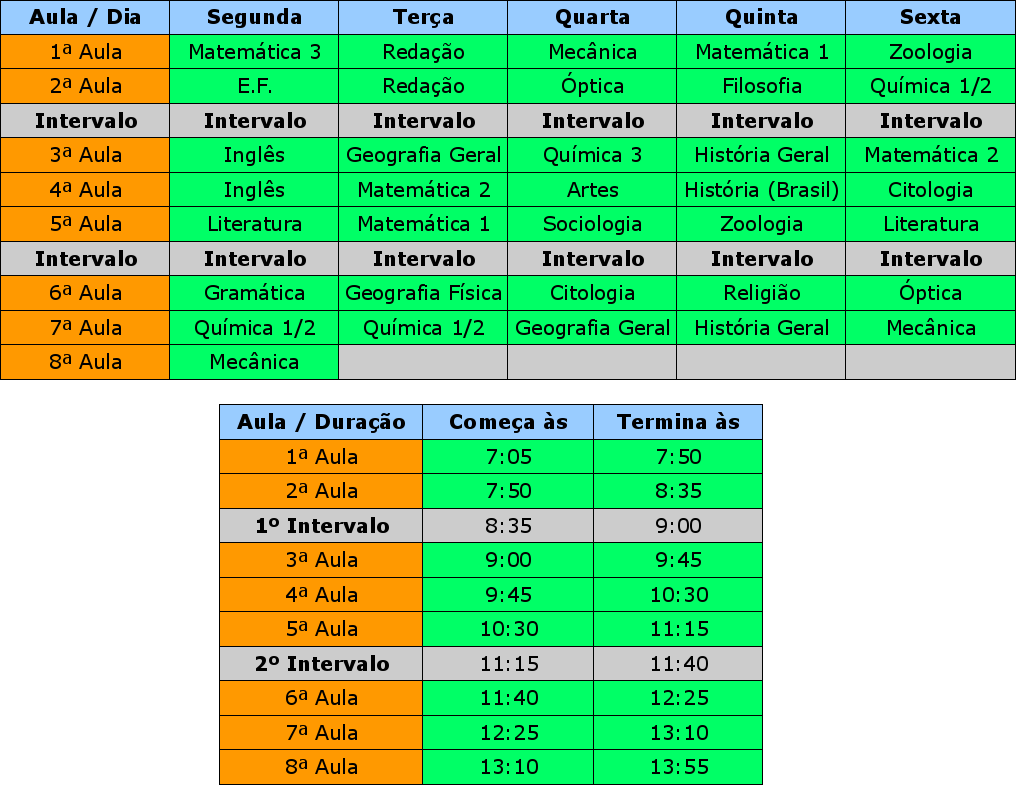 Aula / Dia Segunda Terça Quarta Quinta Sexta
1ª Aula Matemática 3 Redação Mecânica Matemática 1 Zoologia
2ª Aula E.F. Redação Óptica Filosofia Química 1/2
Intervalo Intervalo Intervalo Intervalo Intervalo Intervalo
3ª Aula Inglês Geografia Geral Química 3 História Geral Matemática 2
4ª Aula Inglês Matemática 2 Artes História (Brasil) Citologia
5ª Aula Literatura Matemática 1 Sociologia Zoologia Literatura
Intervalo Intervalo Intervalo Intervalo Intervalo Intervalo
6ª Aula Gramática Geografia Física Citologia Religião Óptica
7ª Aula Química 1/2 Química 1/2 Geografia Geral História Geral Mecânica
8ª Aula Mecânica
Aula / Duração Começa às Termina às
1ª Aula 7:05 7:50
2ª Aula 7:50 8:35
1º Intervalo 8:35 9:00
3ª Aula 9:00 9:45
4ª Aula 9:45 10:30
5ª Aula 10:30 11:15
2º Intervalo 11:15 11:40
6ª Aula 11:40 12:25
7ª Aula 12:25 13:10
8ª Aula 13:10 13:55